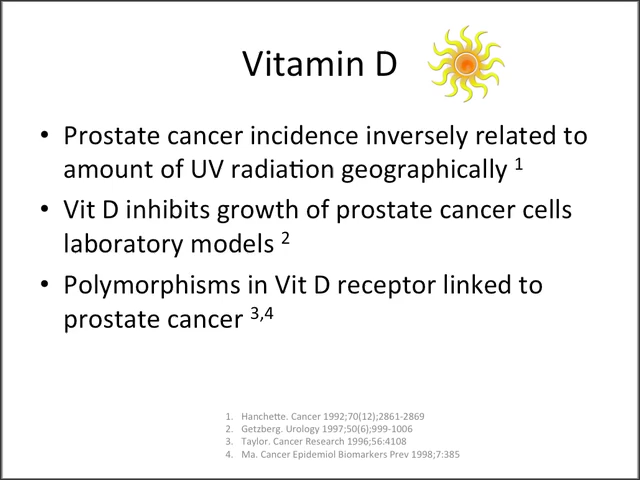 Vitamin D
• Prostate cancer incidence inversely related to
amount of UV radiation geographically 1
• Vit D inhibits growth of prostate cancer cells
laboratory models 2
• Polymorphisms in Vit D receptor linked to
prostate cancer 3,4
1. Hanchette. Cancer 1992;70(12);2861-2869
2. Getzberg. Urology 1997;50(6);999-1006
3. Taylor. Cancer Research 1996;56:4108
4. Ma. Cancer Epidemiol Biomarkers Prev 1998;7:385